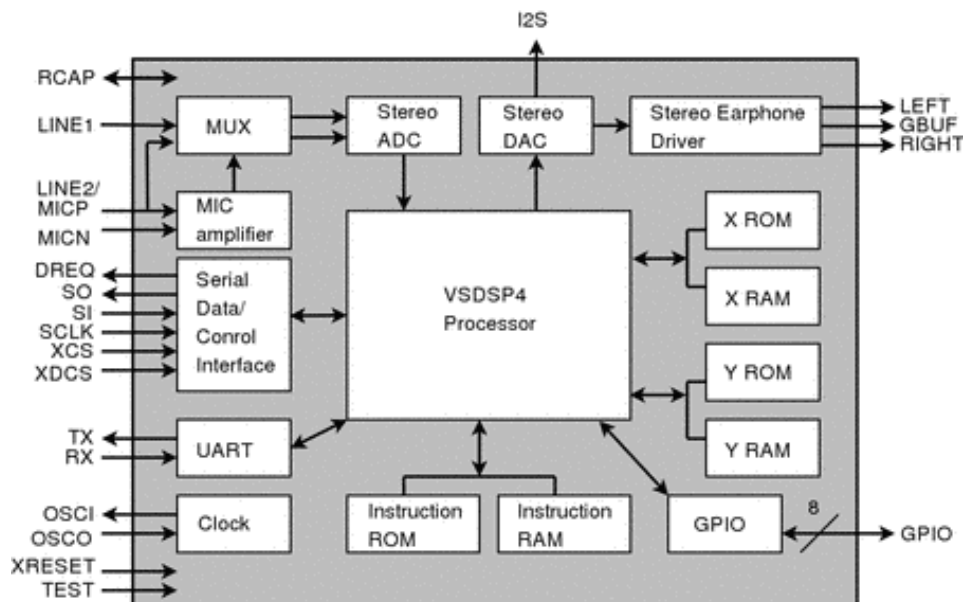 I2S
RCAP
LINE1
LINE2/
MICP
MICN
DREQ
SO
SI
SCLK
XCS
XDCS
TX
RX
OSCI
OSCO
XRESET
TEST
MUX
Stereo
ADC
Stereo
DAC
Stereo Earphone
Driver
LEFT
GBUF
RIGHT
MIC
amplifier
Serial
Data/
Conrol
Interface
VSDSP4
Processor
X ROM
X RAM
Y ROM
Y RAM
UART
Clock
Instruction
ROM
Instruction
RAM
GPIO
8
GPIO